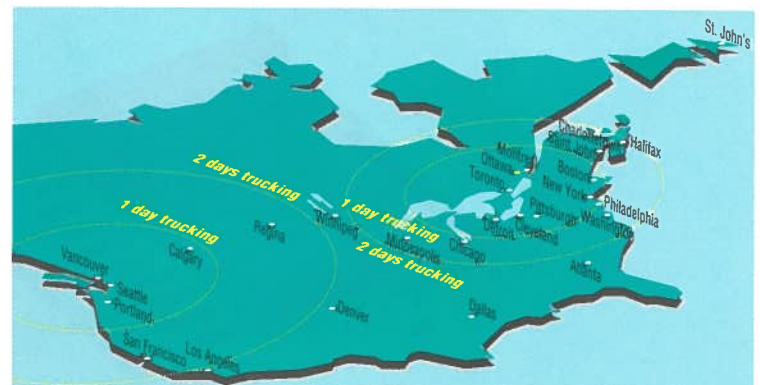 St. John's
Charlottetown
Saint John
Halifax
Montreal
Ottawa
Toronto
Boston
New York
Philadelphia
Washington
Pittsburgh
Cleveland
Detroit
Chicago
Minneapolis
Winnipeg
Regina
Calgary
Vancouver
Seattle
Portland
San Francisco
Los Angeles
Denver
Dallas
Atlanta
1 day trucking
2 days trucking
1 day trucking
2 days trucking